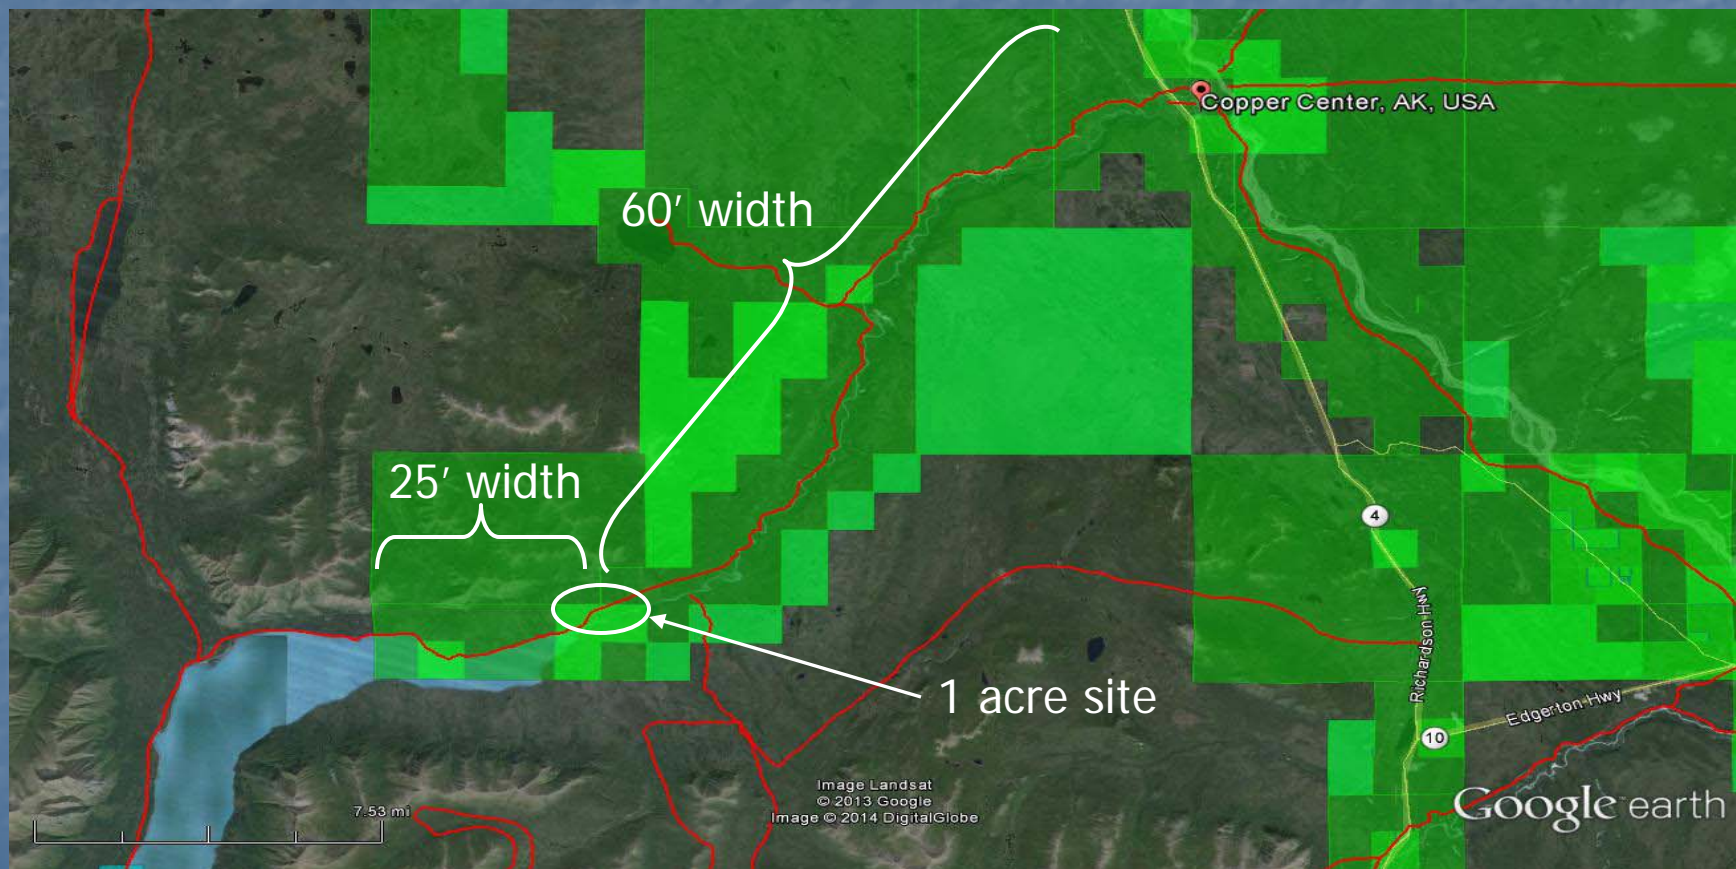 Copper Center, AK, USA
60' width
25' width
4
Richardson Hwy
1 acre site
Edgerton Hwy
10
Image Landsat
© 2013 Google
Image © 2014 DigitalGlobe
7.53 mi
Google earth